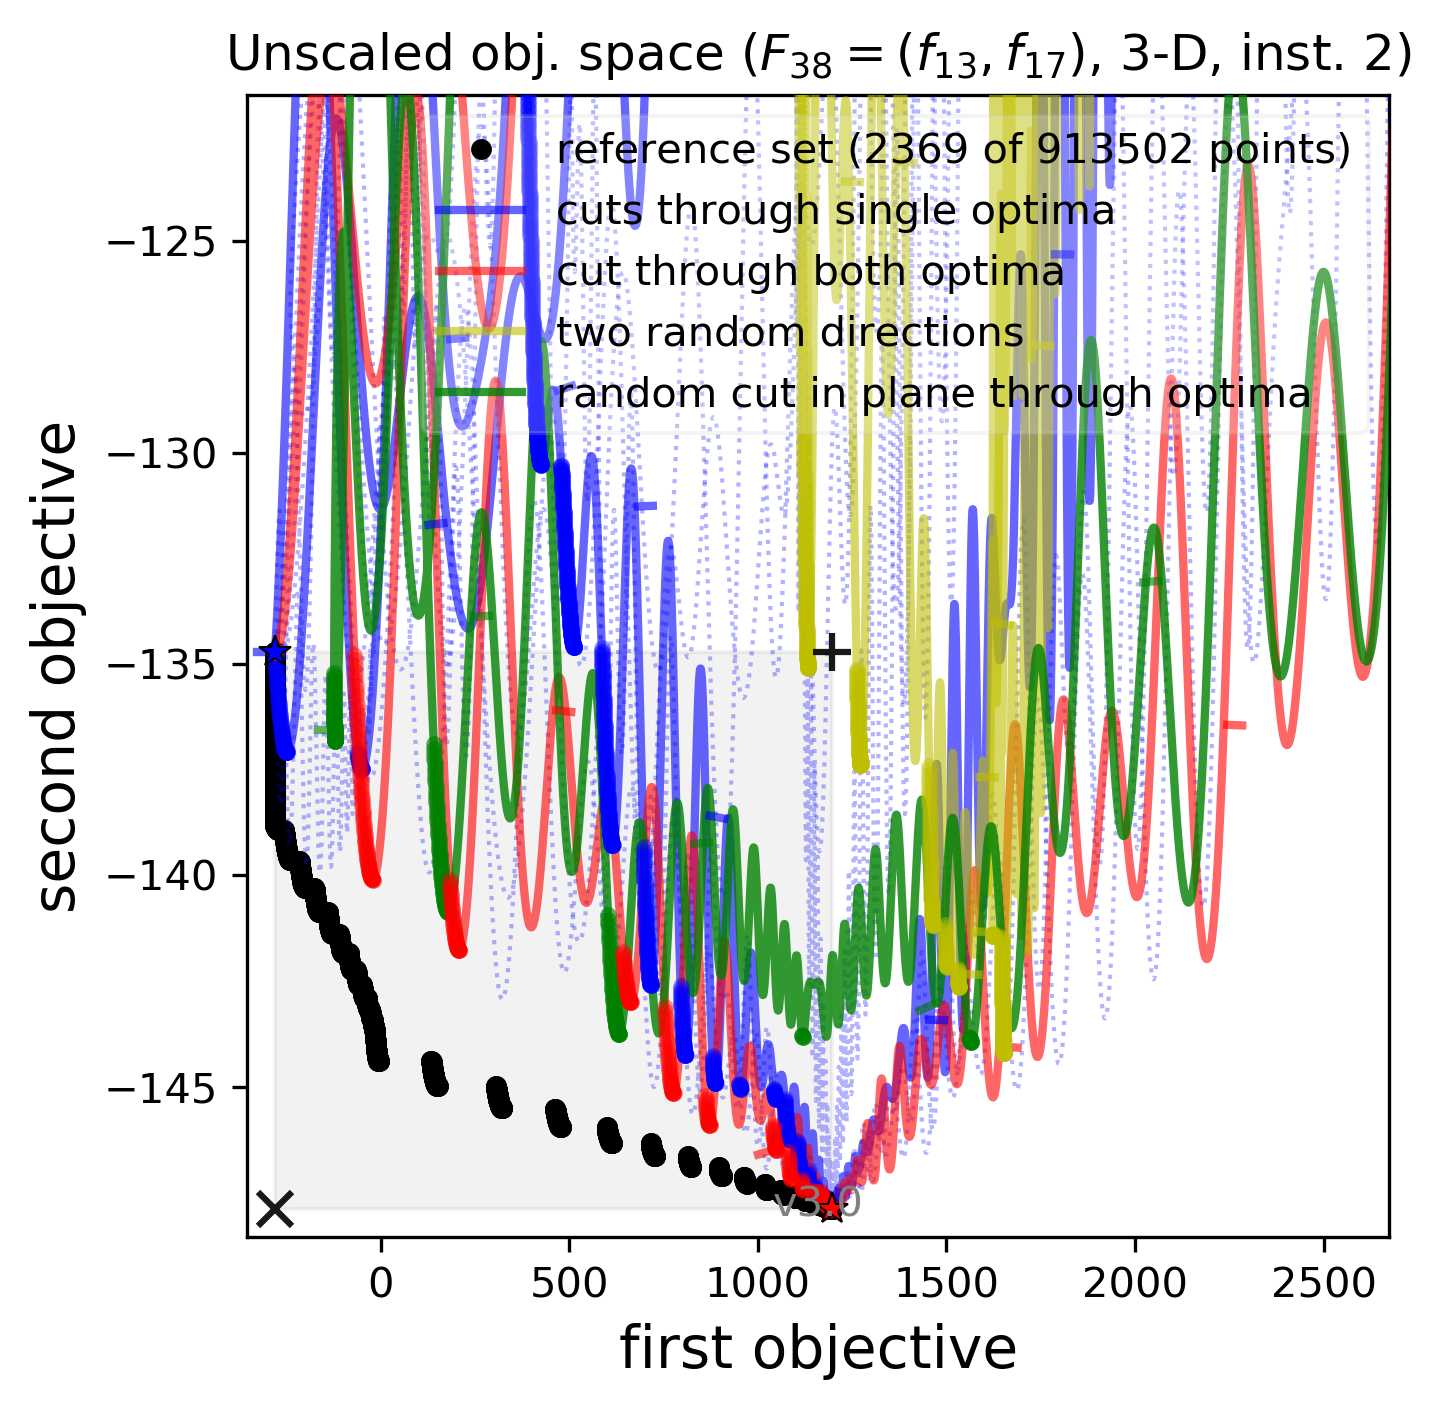 Unscaled obj. space (F38 = (f13, f17), 3-D, inst. 2)
reference set (2369 of 913502 points)
cuts through single optima
cut through both optima
two random directions
random cut in plane through optima
second objective
−125
−130
−135
−140
−145
v3.0
0 500 1000 1500 2000 2500
first objective